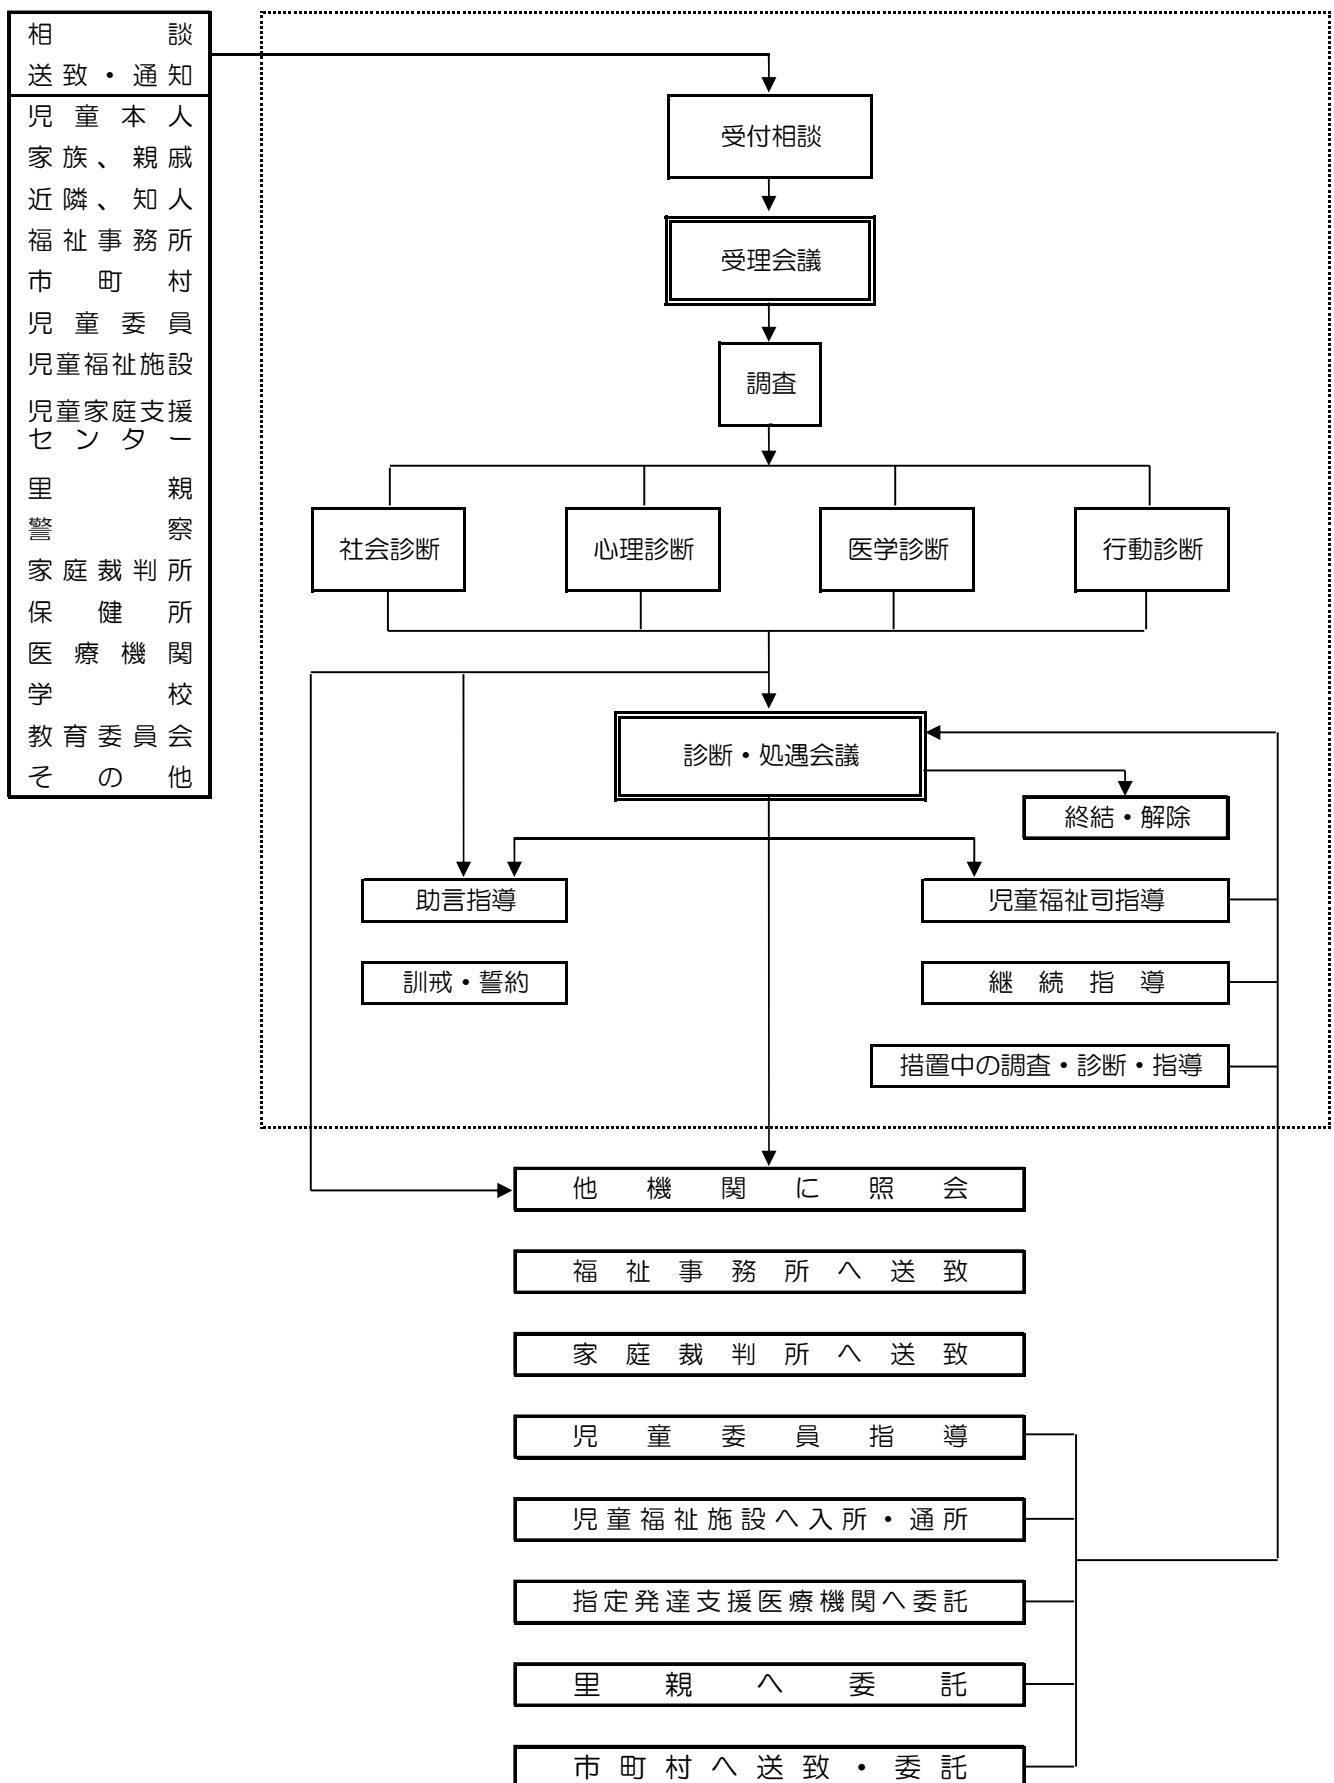 相談
送致・通知
児童本人
家族、親戚
近隣、知人
福祉事務所
市町村
児童委員
児童福祉施設
児童家庭支援
センター
里親
警察
家庭裁判所
保健所
医療機関
学校
教育委員会
その他
受付相談
受理会議
調査
社会診断
心理診断
医学診断
行動診断
診断・処遇会議
終結・解除
助言指導
児童福祉司指導
訓戒・誓約
継続指導
措置中の調査・診断・指導
他機関に照会
福祉事務所へ送致
家庭裁判所へ送致
児童委員指導
児童福祉施設へ入所・通所
指定発達支援医療機関へ委託
里親へ委託
市町村へ送致・委託